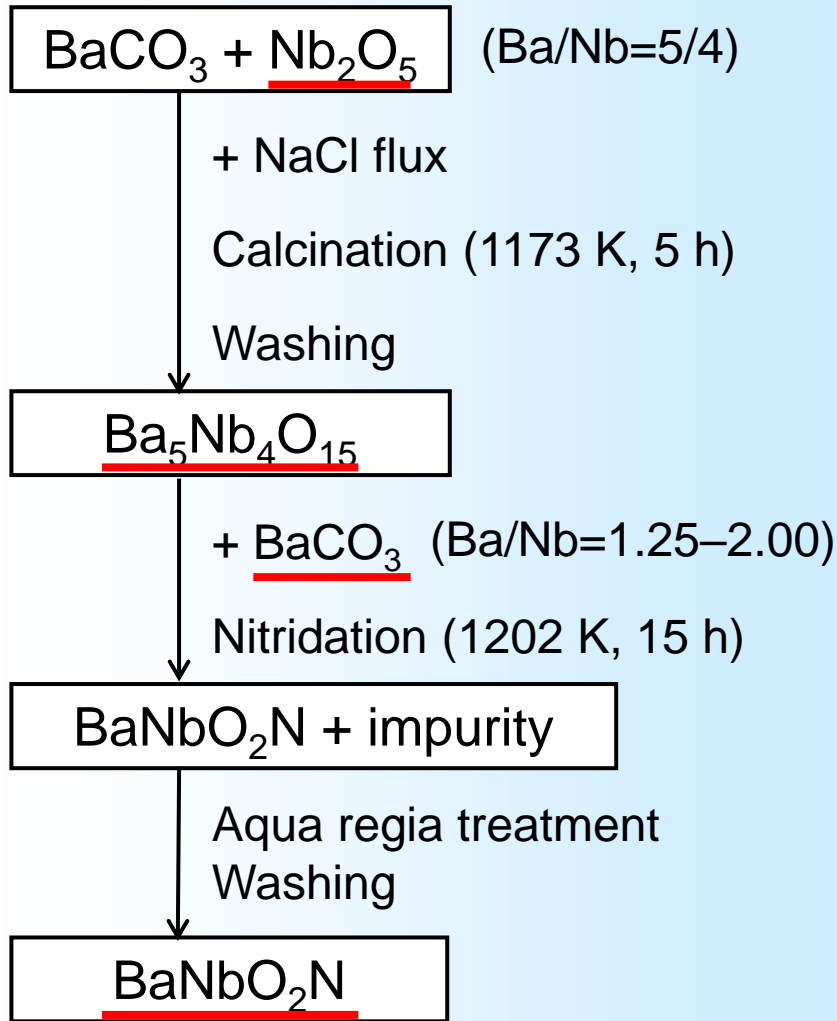 BaCO₃ + Nb₂O₅ (Ba/Nb=5/4)
+ NaCl flux
Calcination (1173 K, 5 h)
Washing
Ba₅Nb₄O₁₅
+ BaCO₃ (Ba/Nb=1.25–2.00)
Nitridation (1202 K, 15 h)
BaNbO₂N + impurity
Aqua regia treatment
Washing
BaNbO₂N